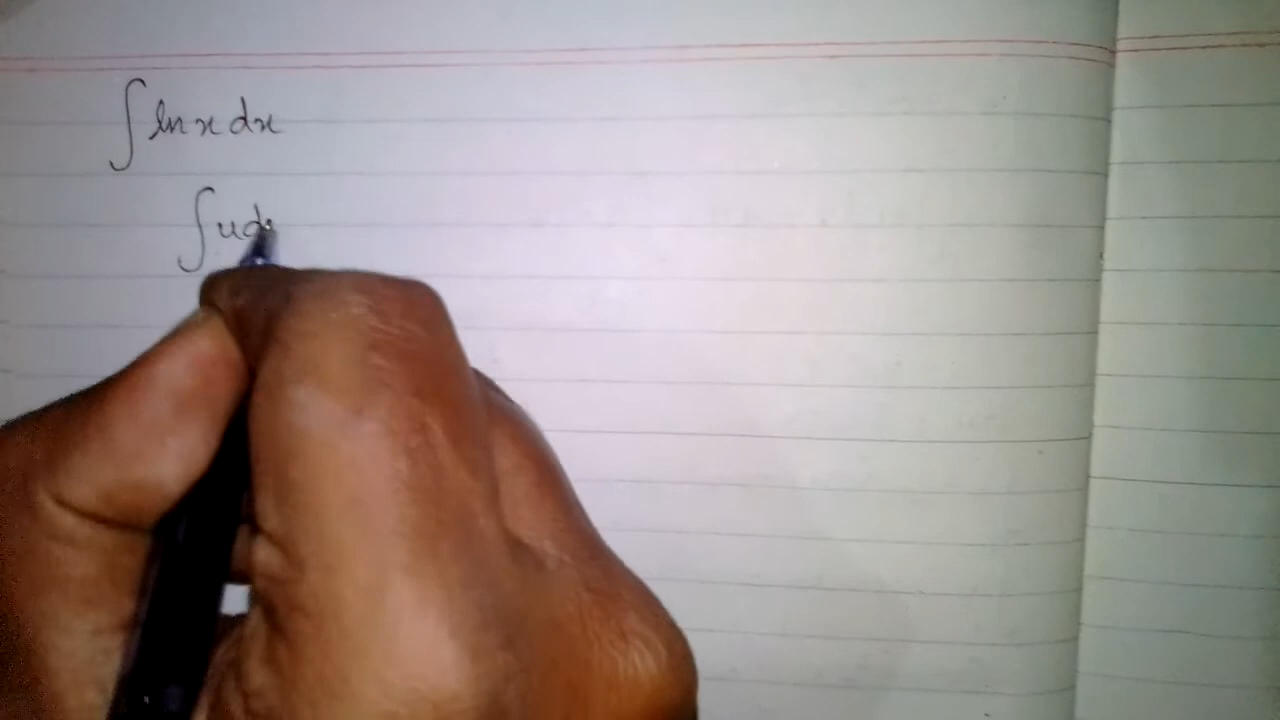 ∫ ln x dx
∫ u d